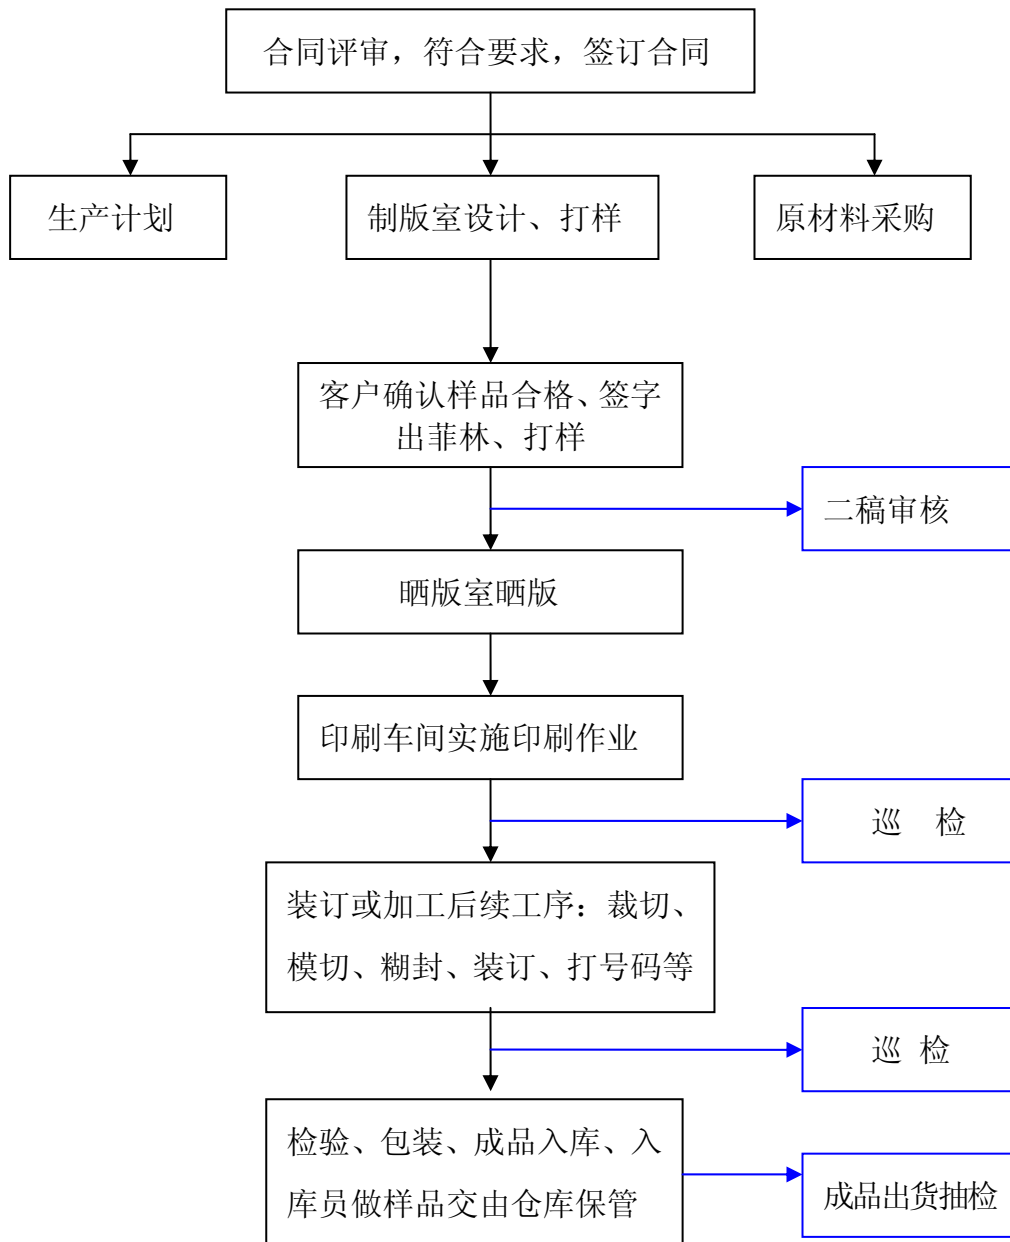 合同评审，符合要求，签订合同
生产计划
制版室设计、打样
原材料采购
客户确认样品合格、签字
出菲林、打样
二稿审核
晒版室晒版
印刷车间实施印刷作业
巡 检
装订或加工后续工序：裁切、
模切、糊封、装订、打号码等
巡 检
检验、包装、成品入库、入
库员做样品交由仓库保管
成品出货抽检